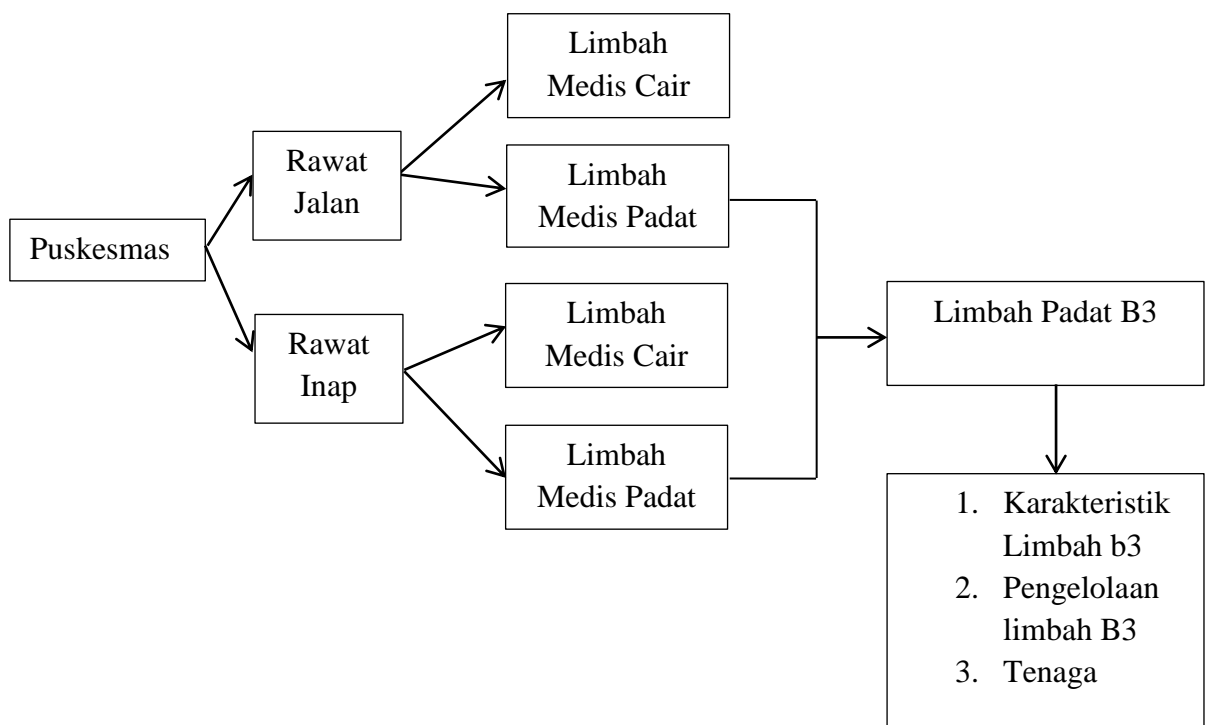 Puskesmas
Rawat
Jalan
Rawat
Inap
Limbah
Medis Cair
Limbah
Medis Padat
Limbah
Medis Cair
Limbah
Medis Padat
Limbah Padat B3
1. Karakteristik
Limbah b3
2. Pengelolaan
limbah B3
3. Tenaga